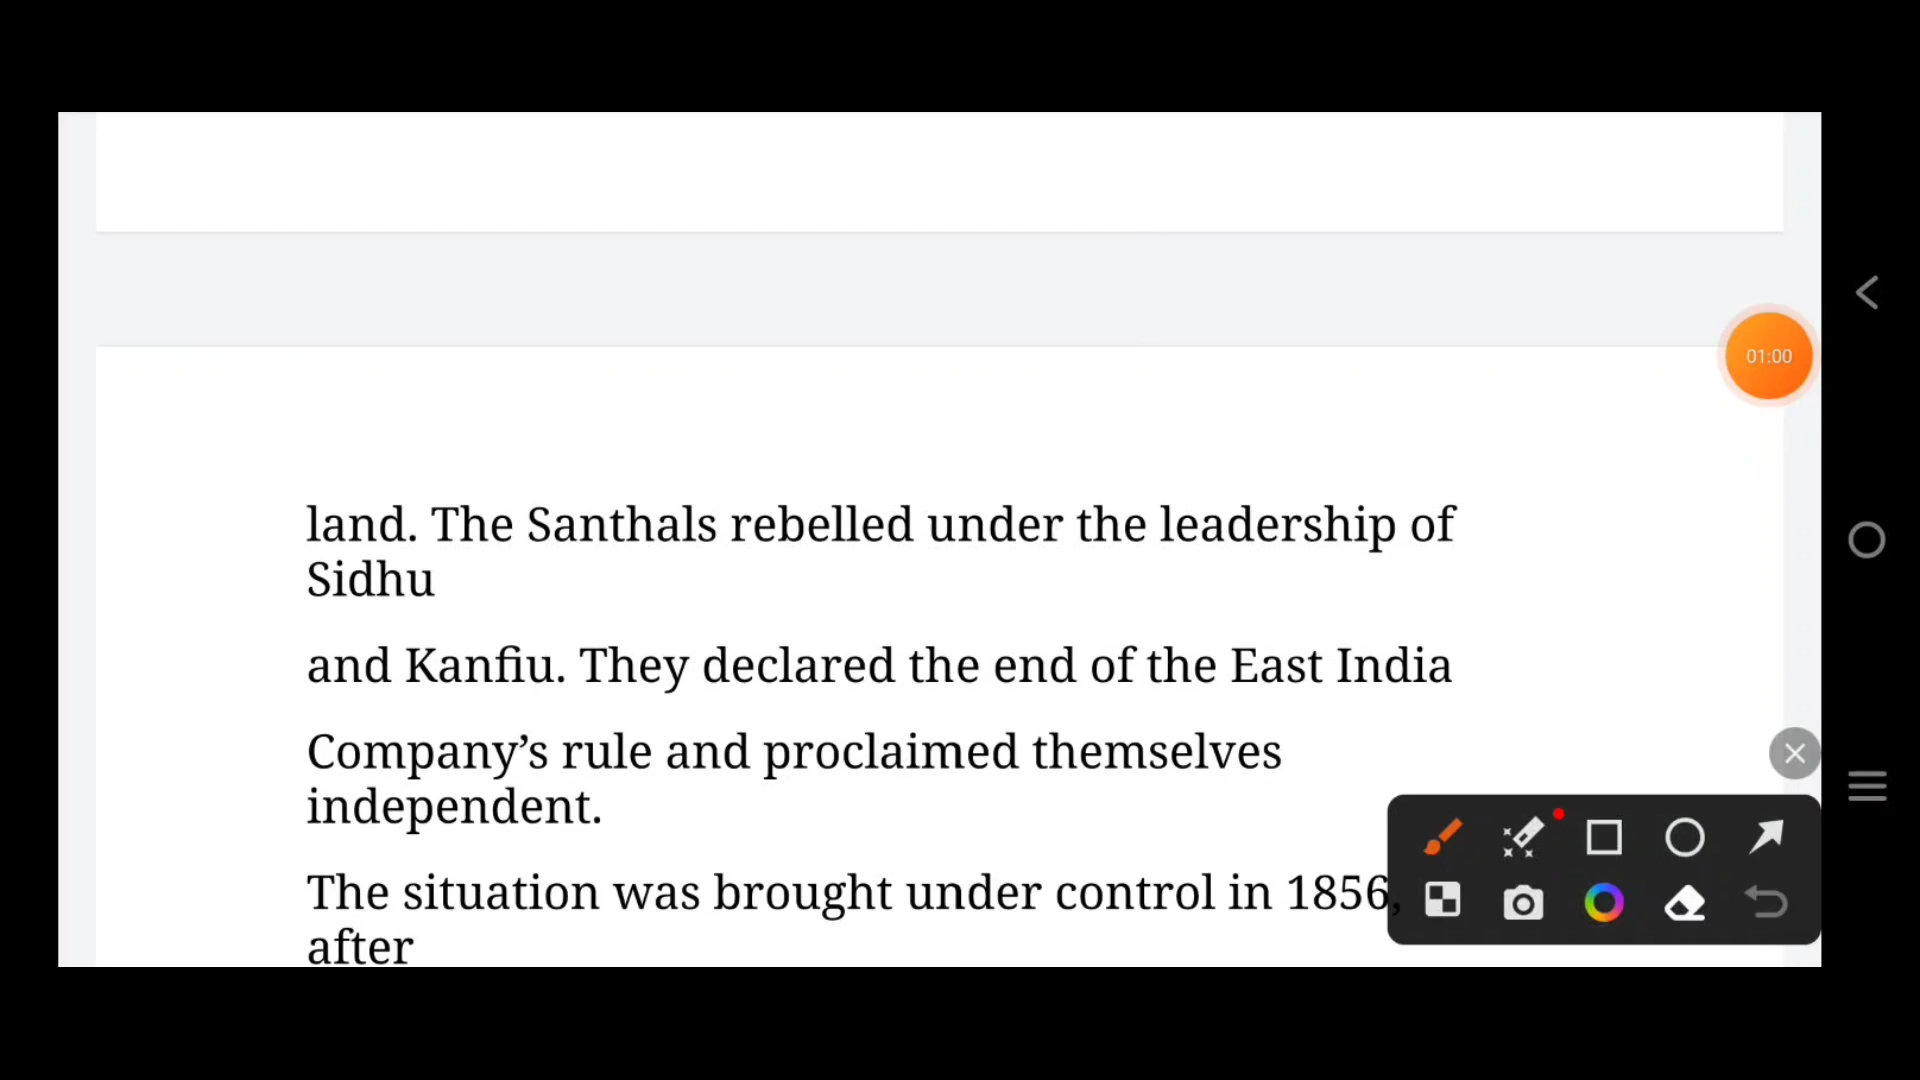 01:00
land. The Santhals rebelled under the leadership of
Sidhu
and Kanfiu. They declared the end of the East India
Company’s rule and proclaimed themselves
independent.
The situation was brought under control in 1856,
after